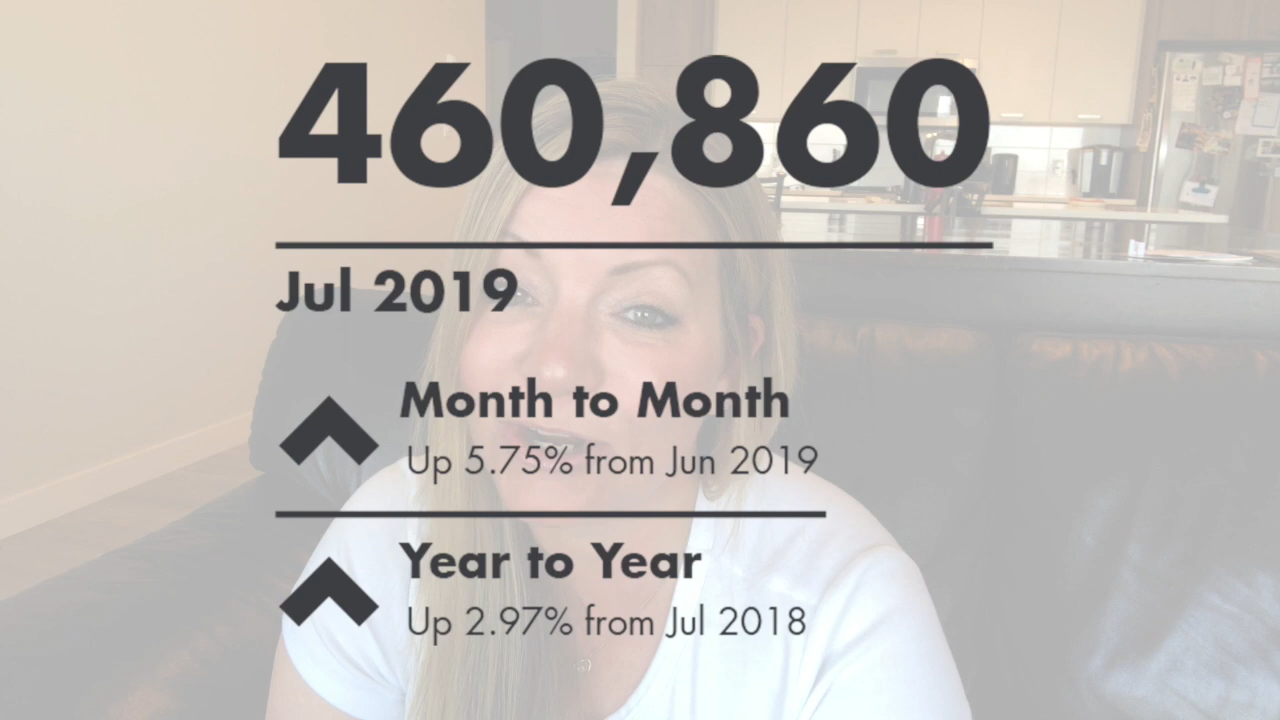 460,860
Jul 2019
Month to Month
Up 5.75% from Jun 2019
Year to Year
Up 2.97% from Jul 2018